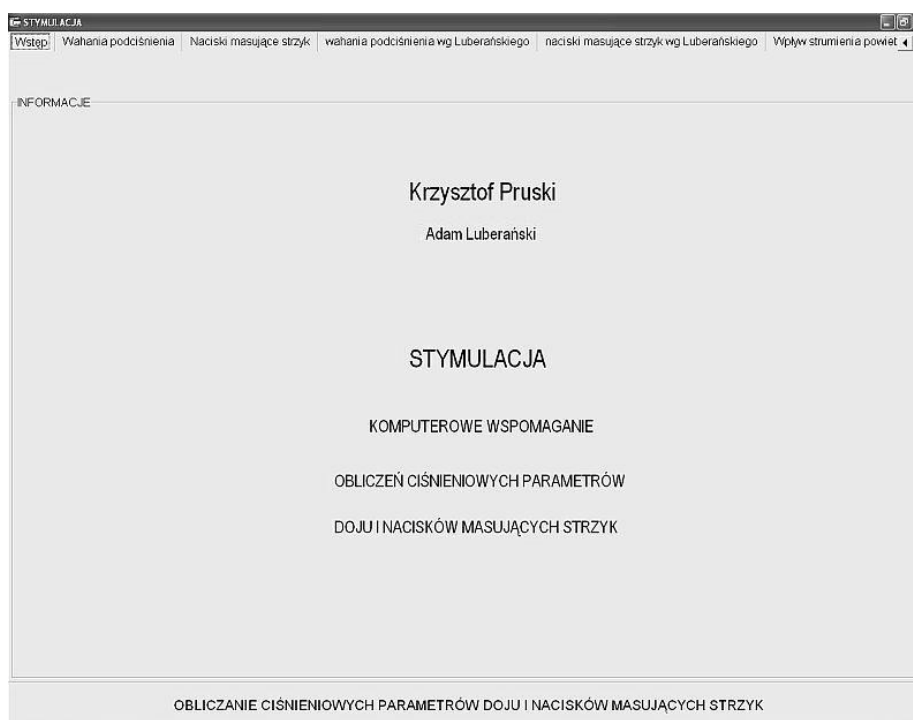 STYMULACJA
Wstęp Wahania podciśnienia Naciski masujące strzyk wahania podciśnienia wg Luberańskiego naciski masujące strzyk wg Luberańskiego Wpływ strumienia powiet
INFORMACJE
Krzysztof Pruski
Adam Luberański
STYMULACJA
KOMPUTEROWE WSPOMAGANIE
OBLICZEŃ CIŚNIENIOWYCH PARAMETRÓW
DOJU I NACISKÓW MASUJĄCYCH STRZYK
OBLICZANIE CIŚNIENIOWYCH PARAMETRÓW DOJU I NACISKÓW MASUJĄCYCH STRZYK